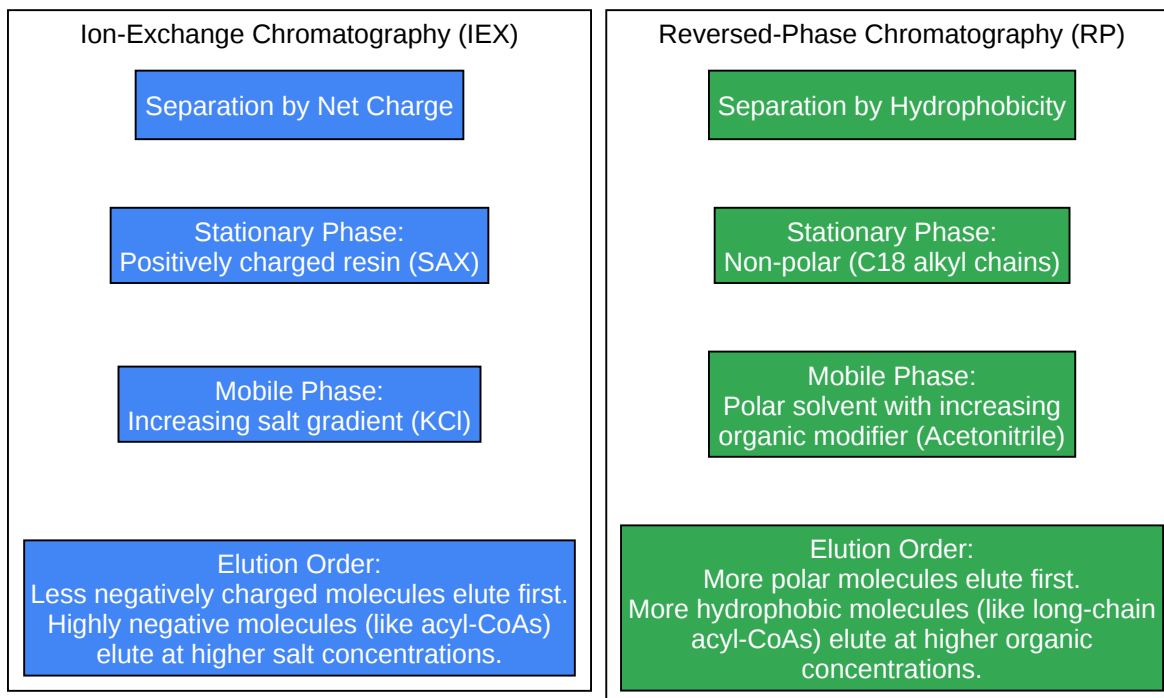 Ion-Exchange Chromatography (IEX)
Separation by Net Charge
Stationary Phase:
Positively charged resin (SAX)
Mobile Phase:
Increasing salt gradient (KCl)
Elution Order:
Less negatively charged molecules elute first.
Highly negative molecules (like acyl-CoAs)
elute at higher salt concentrations.
Reversed-Phase Chromatography (RP)
Separation by Hydrophobicity
Stationary Phase:
Non-polar (C18 alkyl chains)
Mobile Phase:
Polar solvent with increasing
organic modifier (Acetonitrile)
Elution Order:
More polar molecules elute first.
More hydrophobic molecules (like long-chain
acyl-CoAs) elute at higher organic
concentrations.